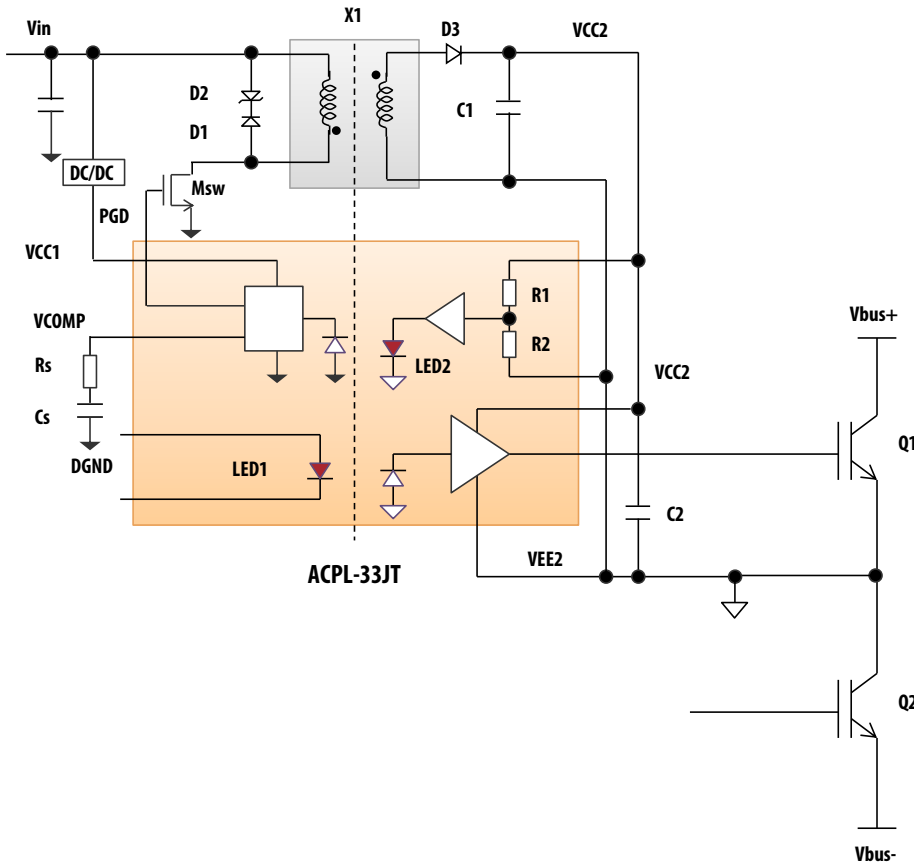 X1
Vin
D3
VCC2
D2
C1
D1
DC/DC
Msw
PGD
VCC1
R1
VCOMP
Vbus+
Rs
LED2
R2
VCC2
Cs
Q1
DGND
LED1
C2
VEE2
ACPL-33JT
Q2
Vbus-